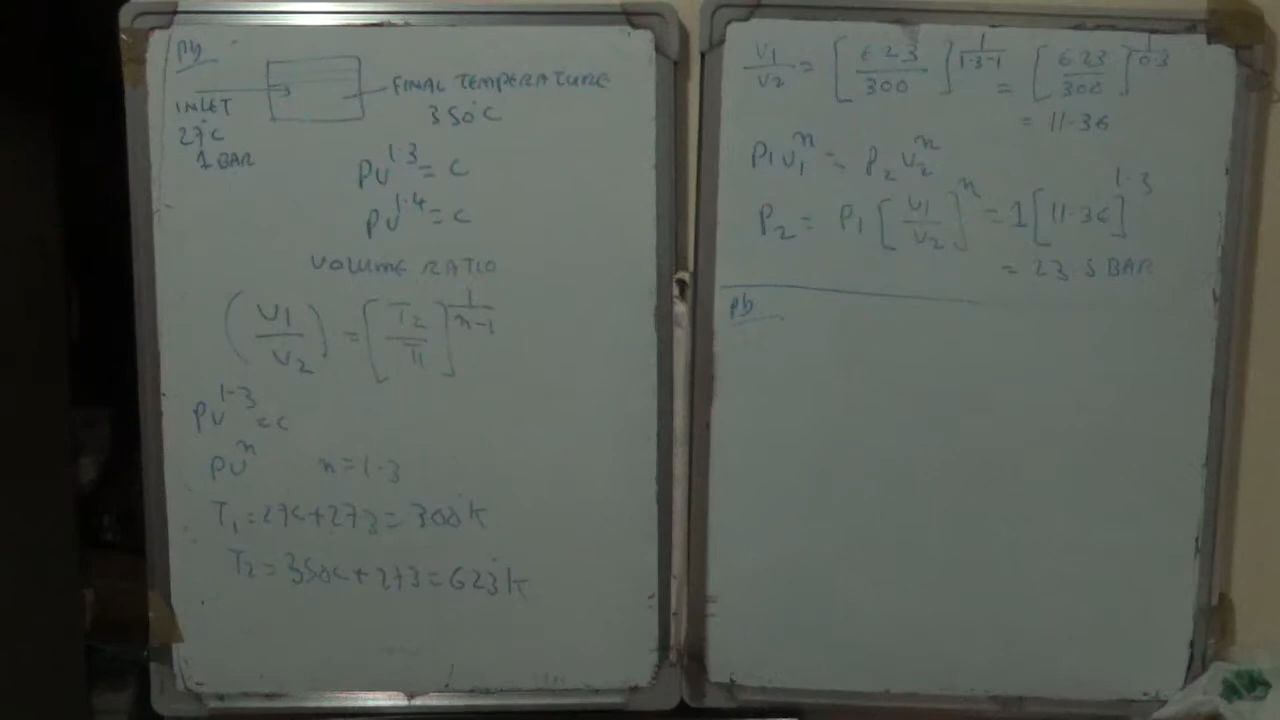 Pb
INLET
27°C
1 BAR
FINAL TEMPERATURE
350°C
PV^1.3 = C
PV^1.4 = C
VOLUME RATIO
(V1/V2) = [T2/T1]^1/n-1
PV^1.3 = C
PV^n n = 1.3
T1 = 27C + 273 = 300°K
T2 = 350C + 273 = 623°K
V1/V2 = [623/300]^1/1.3-1 = [623/300]^1/0.3
= 11.36
P1V1^n = P2V2^n
P2 = P1 [V1/V2]^n = 1 [11.36]^1.3
= 23.5 BAR
Pb